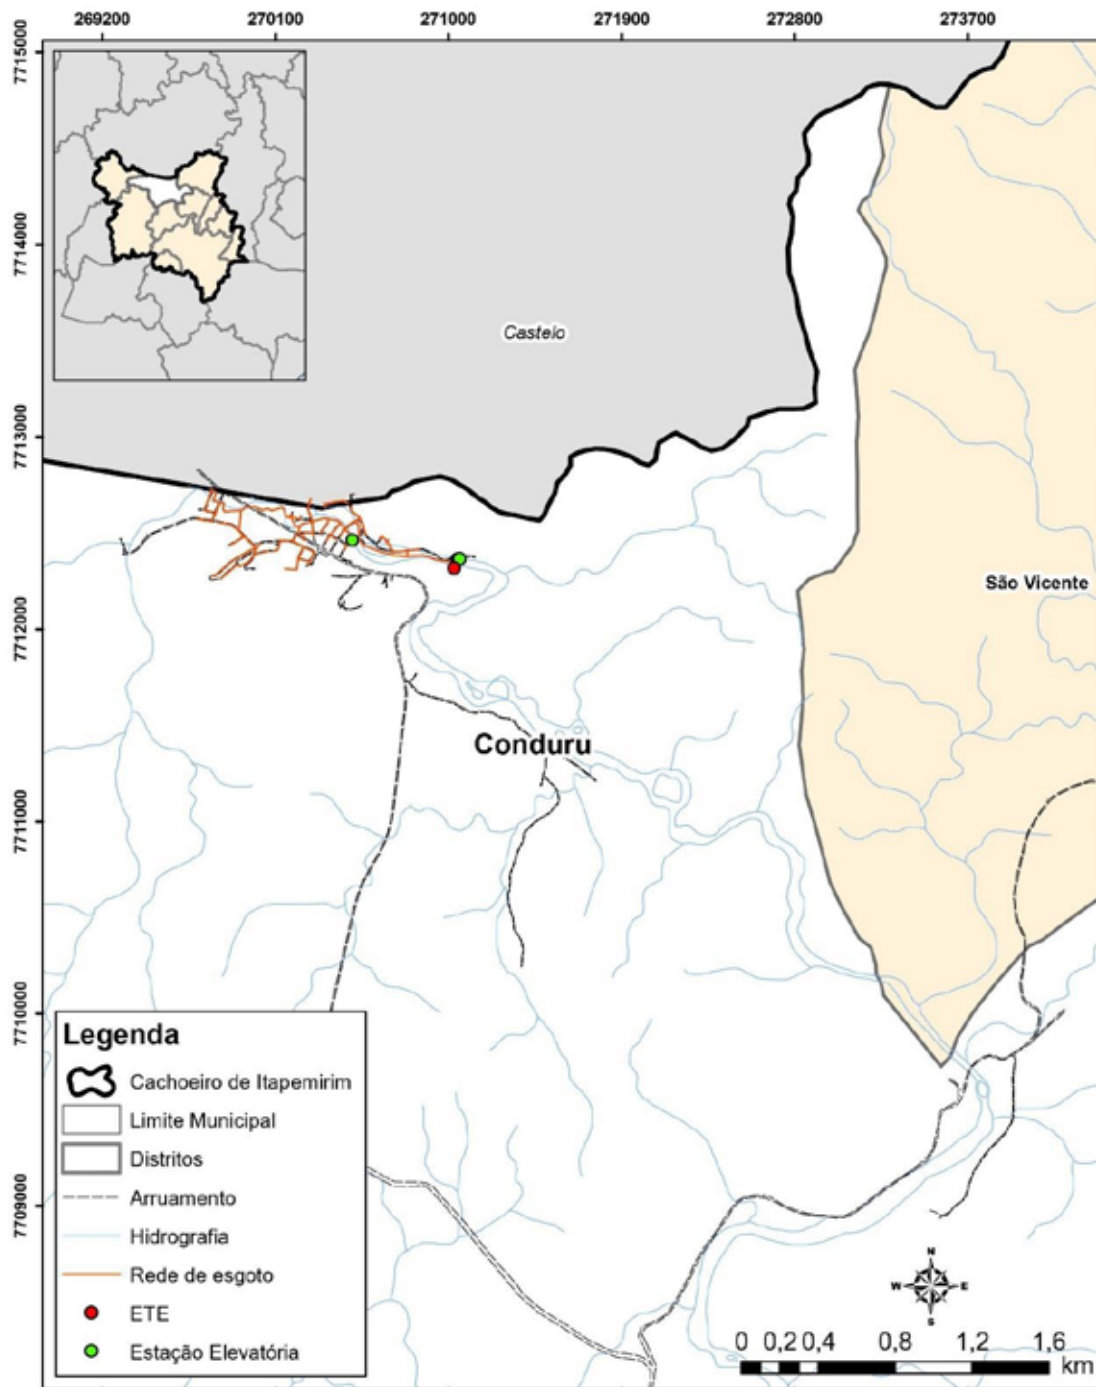 269200 270100 271000 271900 272800 273700
7715000
7714000
Castelo
7713000
São Vicente
7712000
Conduru
7711000
7710000
Legenda
Cachoeiro de Itapemirim
Limite Municipal
Distritos
7709000
Arruamento
Hidrografia
Rede de esgoto
ETE
Estação Elevatória
N
W E
S
0 0,2 0,4 0,8 1,2 1,6
km